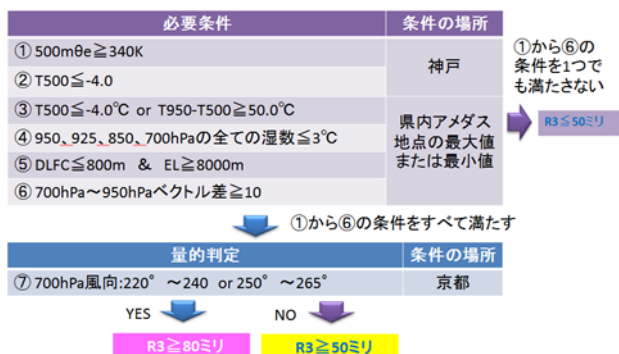 必要条件 条件の場所
① 500mθe≧340K
神戸
② T500≦-4.0
③ T500≦-4.0℃ or T950-T500≧50.0℃
④ 950、925、850、700hPaの全ての湿数≦3℃
⑤ DLFC≦800m & EL≧8000m
⑥ 700hPa～950hPaベクトル差≧10
県内アメダス
地点の最大値
または最小値
①から⑥の
条件を1つで
も満たさない
R3≦50ミリ
①から⑥の条件をすべて満たす
量的判定 条件の場所
⑦ 700hPa風向:220° ～240 or 250° ～265° 京都
YES NO
R3≧80ミリ R3≧50ミリ